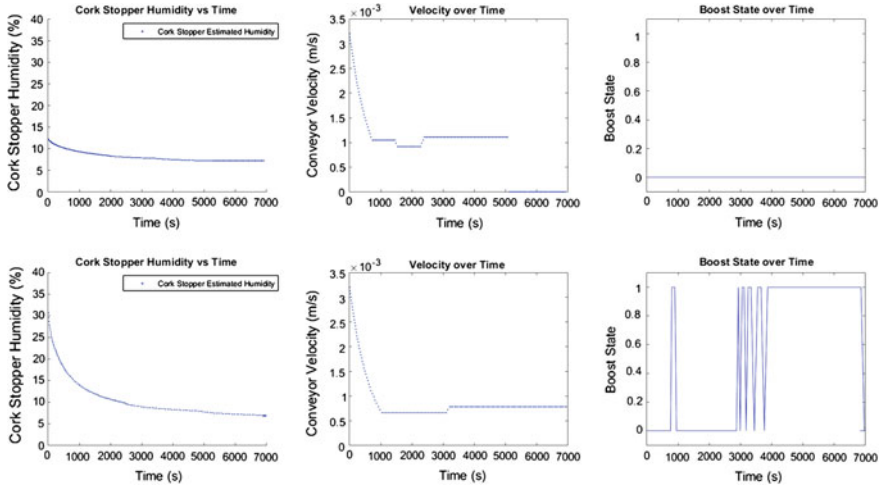 Cork Stopper Humidity vs Time
Cork Stopper Humidity (%)
40
35
30
25
20
15
10
5
0
Cork Stopper Estimated Humidity
0 1000 2000 3000 4000 5000 6000 7000
Time (s)
Velocity over Time
× 10⁻³
Conveyor Velocity (m/s)
3.5
3
2.5
2
1.5
1
0.5
0
0 1000 2000 3000 4000 5000 6000 7000
Time (s)
Boost State over Time
Boost State
1
0.8
0.6
0.4
0.2
0
0 1000 2000 3000 4000 5000 6000 7000
Time (s)
Cork Stopper Humidity vs Time
Cork Stopper Humidity (%)
40
35
30
25
20
15
10
5
0
Cork Stopper Estimated Humidity
0 1000 2000 3000 4000 5000 6000 7000
Time (s)
Velocity over Time
× 10⁻³
Conveyor Velocity (m/s)
3.5
3
2.5
2
1.5
1
0.5
0
0 1000 2000 3000 4000 5000 6000 7000
Time (s)
Boost State over Time
Boost State
1
0.8
0.6
0.4
0.2
0
0 1000 2000 3000 4000 5000 6000 7000
Time (s)